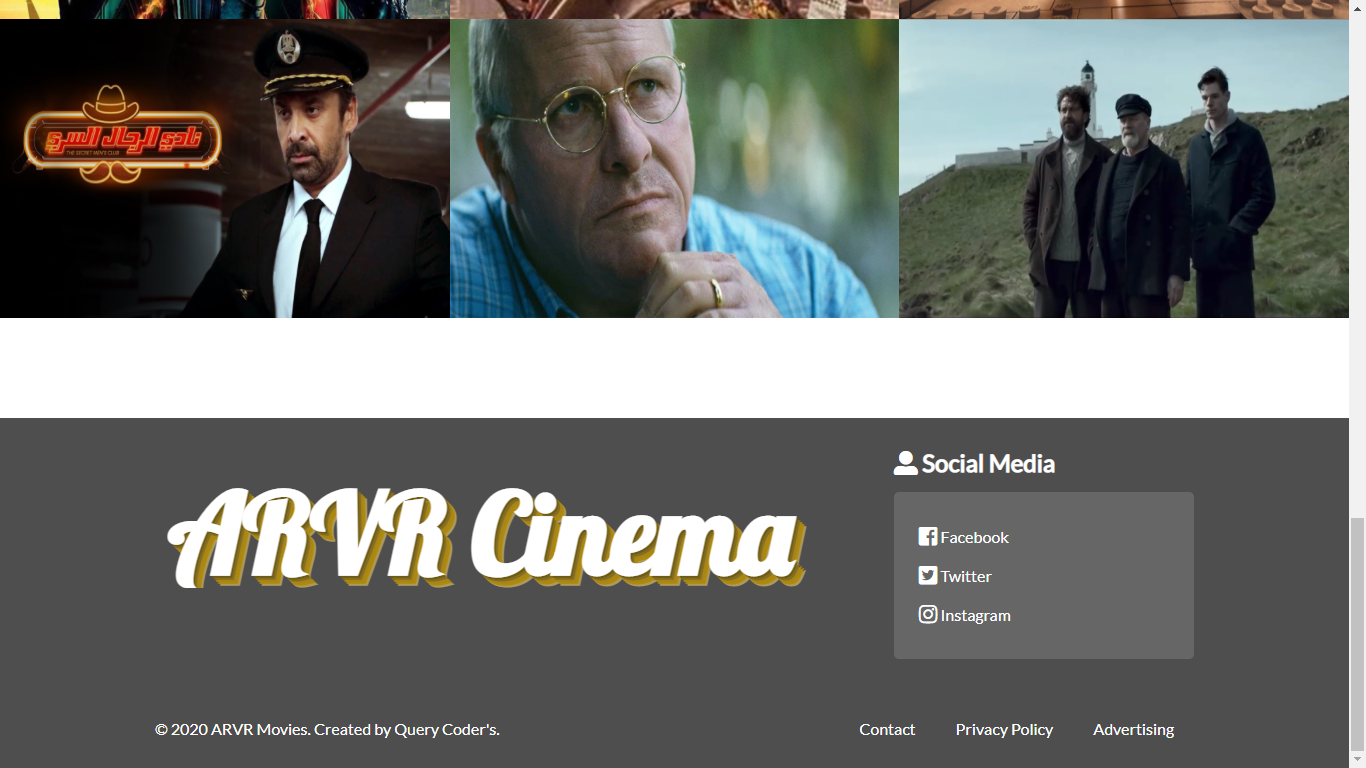 نادي الرجال السري
THE SECRET MEN'S CLUB
Social Media
ARVR Cinema
Facebook
Twitter
Instagram
© 2020 ARVR Movies. Created by Query Coder's.
Contact
Privacy Policy
Advertising